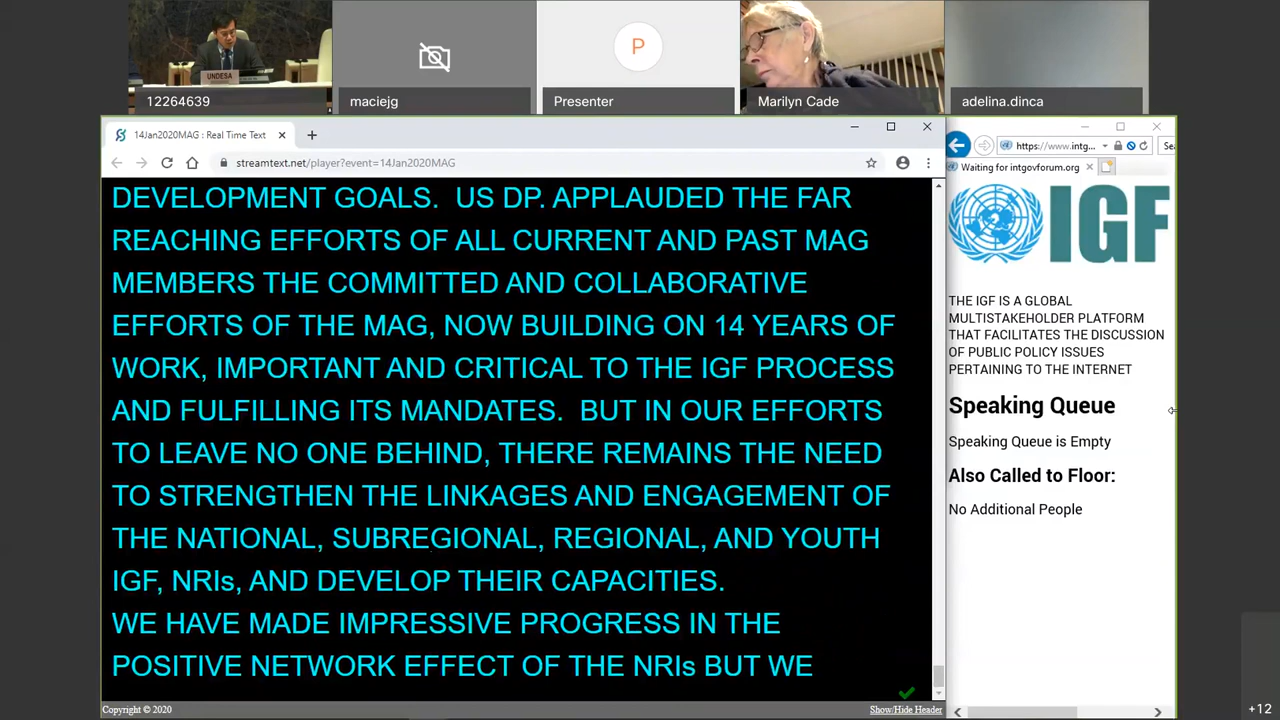 UNDESA
12264639
maciejg
P
Presenter
Marilyn Cade
adelina.dinca
14Jan2020MAG : Real Time Text
streamtext.net/player?event=14Jan2020MAG
DEVELOPMENT GOALS.  US DP. APPLAUDED THE FAR
REACHING EFFORTS OF ALL CURRENT AND PAST MAG
MEMBERS THE COMMITTED AND COLLABORATIVE
EFFORTS OF THE MAG, NOW BUILDING ON 14 YEARS OF
WORK, IMPORTANT AND CRITICAL TO THE IGF PROCESS
AND FULFILLING ITS MANDATES.  BUT IN OUR EFFORTS
TO LEAVE NO ONE BEHIND, THERE REMAINS THE NEED
TO STRENGTHEN THE LINKAGES AND ENGAGEMENT OF
THE NATIONAL, SUBREGIONAL, REGIONAL, AND YOUTH
IGF, NRIs, AND DEVELOP THEIR CAPACITIES.
WE HAVE MADE IMPRESSIVE PROGRESS IN THE
POSITIVE NETWORK EFFECT OF THE NRIs BUT WE
Copyright © 2020
Show/Hide Header
https://www.intg...
Sea
Waiting for intgovforum.org
IGF
THE IGF IS A GLOBAL
MULTISTAKEHOLDER PLATFORM
THAT FACILITATES THE DISCUSSION
OF PUBLIC POLICY ISSUES
PERTAINING TO THE INTERNET
Speaking Queue
Speaking Queue is Empty
Also Called to Floor:
No Additional People
+12